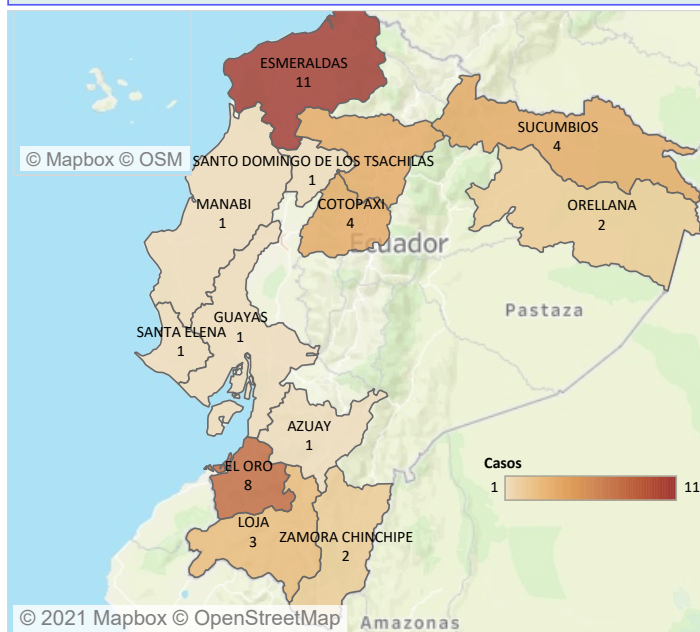 ESMERALDAS
11
© Mapbox © OSM
SUCUMBIOS
4
SANTO DOMINGO DE LOS TSACHILAS
1
MANABI
1
COTOPAXI
4
ORELLANA
2
Ecuador
Pastaza
GUAYAS
1
SANTA ELENA
1
AZUAY
1
EL ORO
8
Casos
1 11
LOJA
3
ZAMORA CHINCHIPE
2
© 2021 Mapbox © OpenStreetMap
Amazonas